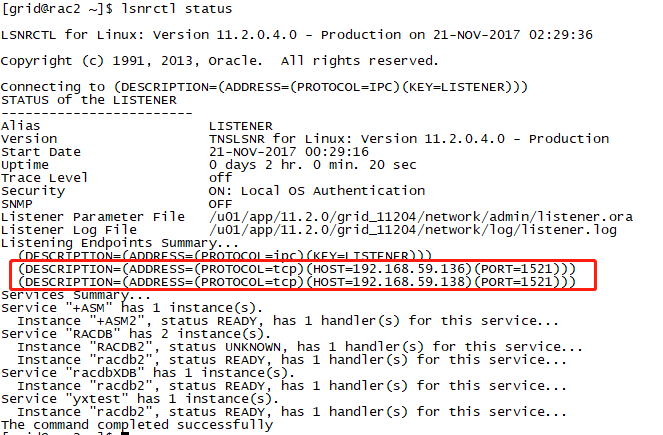 [grid@rac2 ~]$ lsnrctl status
LSNRCTL for Linux: Version 11.2.0.4.0 - Production on 21-NOV-2017 02:29:36
Copyright (c) 1991, 2013, Oracle.  All rights reserved.
Connecting to (DESCRIPTION=(ADDRESS=(PROTOCOL=IPC)(KEY=LISTENER)))
STATUS of the LISTENER
------------------------
Alias                     LISTENER
Version                   TNSLSNR for Linux: Version 11.2.0.4.0 - Production
Start Date                21-NOV-2017 00:29:16
Uptime                    0 days 2 hr. 0 min. 20 sec
Trace Level               off
Security                  ON: Local OS Authentication
SNMP                      OFF
Listener Parameter File   /u01/app/11.2.0/grid_11204/network/admin/listener.ora
Listener Log File         /u01/app/11.2.0/grid_11204/network/log/listener.log
Listening Endpoints Summary...
  (DESCRIPTION=(ADDRESS=(PROTOCOL=ipc)(KEY=LISTENER)))
  (DESCRIPTION=(ADDRESS=(PROTOCOL=tcp)(HOST=192.168.59.136)(PORT=1521)))
  (DESCRIPTION=(ADDRESS=(PROTOCOL=tcp)(HOST=192.168.59.138)(PORT=1521)))
Services Summary...
Service "+ASM" has 1 instance(s).
  Instance "+ASM2", status READY, has 1 handler(s) for this service...
Service "RACDB" has 2 instance(s).
  Instance "RACDB2", status UNKNOWN, has 1 handler(s) for this service...
  Instance "racdb2", status READY, has 1 handler(s) for this service...
Service "racdbXDB" has 1 instance(s).
  Instance "racdb2", status READY, has 1 handler(s) for this service...
Service "yxtest" has 1 instance(s).
  Instance "racdb2", status READY, has 1 handler(s) for this service...
The command completed successfully
[grid@rac2 ~]$